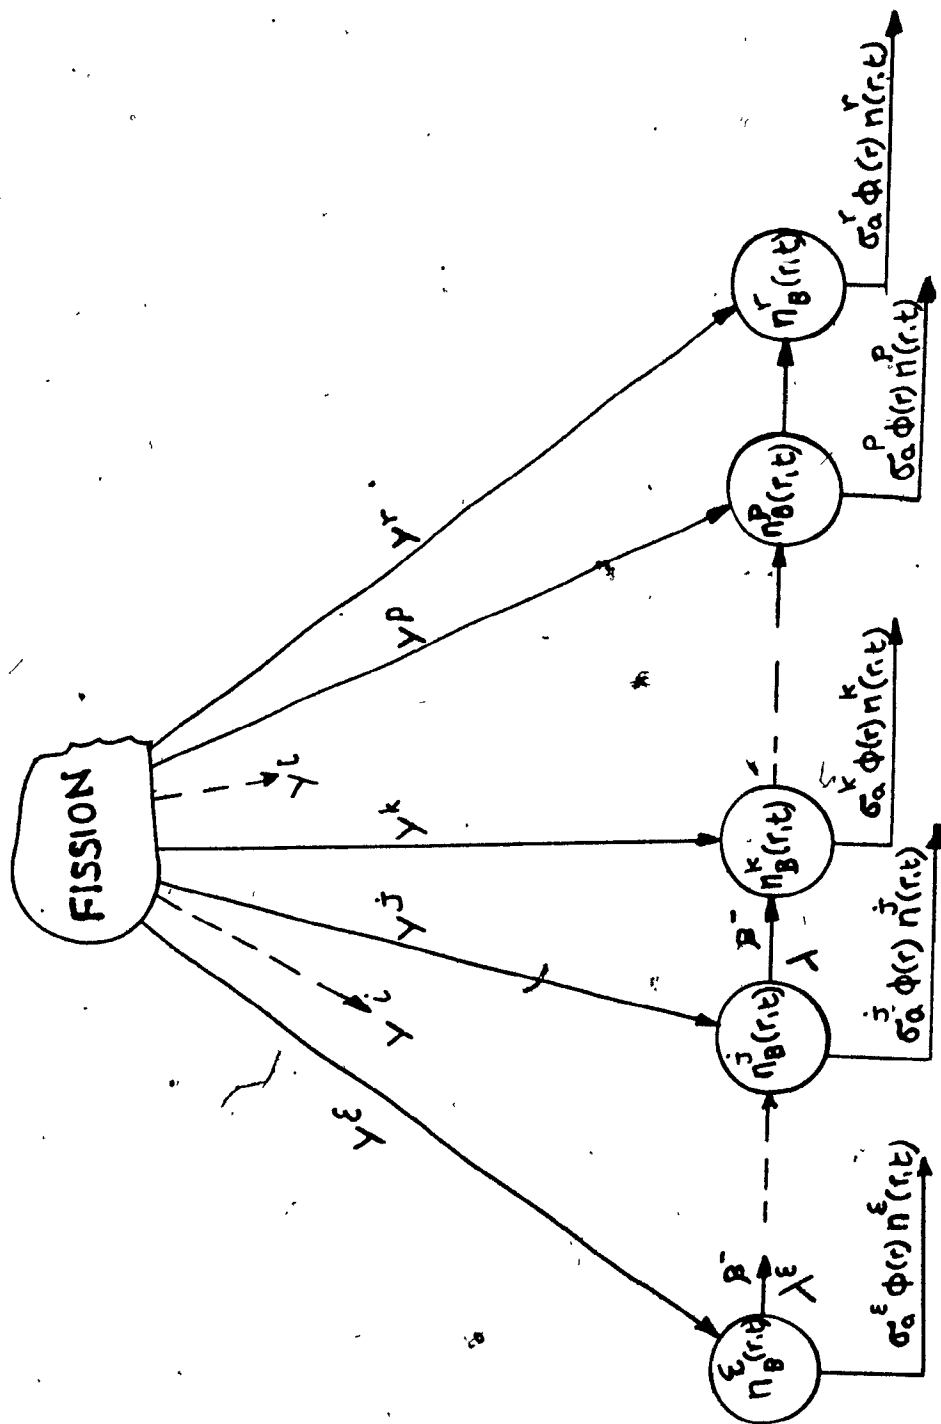 FISSION
γ^ε
γ^i
γ^j
γ^k
γ^i
γ^p
γ^r
n_B^ε(r,t)
β⁻
λ^ε
n_B^j(r,t)
β⁻
λ
n_B^k(r,t)
n_B^p(r,t)
n_B^r(r,t)
σ_a^ε φ(r) n^ε(r,t)
σ_a^j φ(r) n^j(r,t)
σ_a^k φ(r) n^k(r,t)
σ_a^p φ(r) n^p(r,t)
σ_a^r φ(r) n^r(r,t)